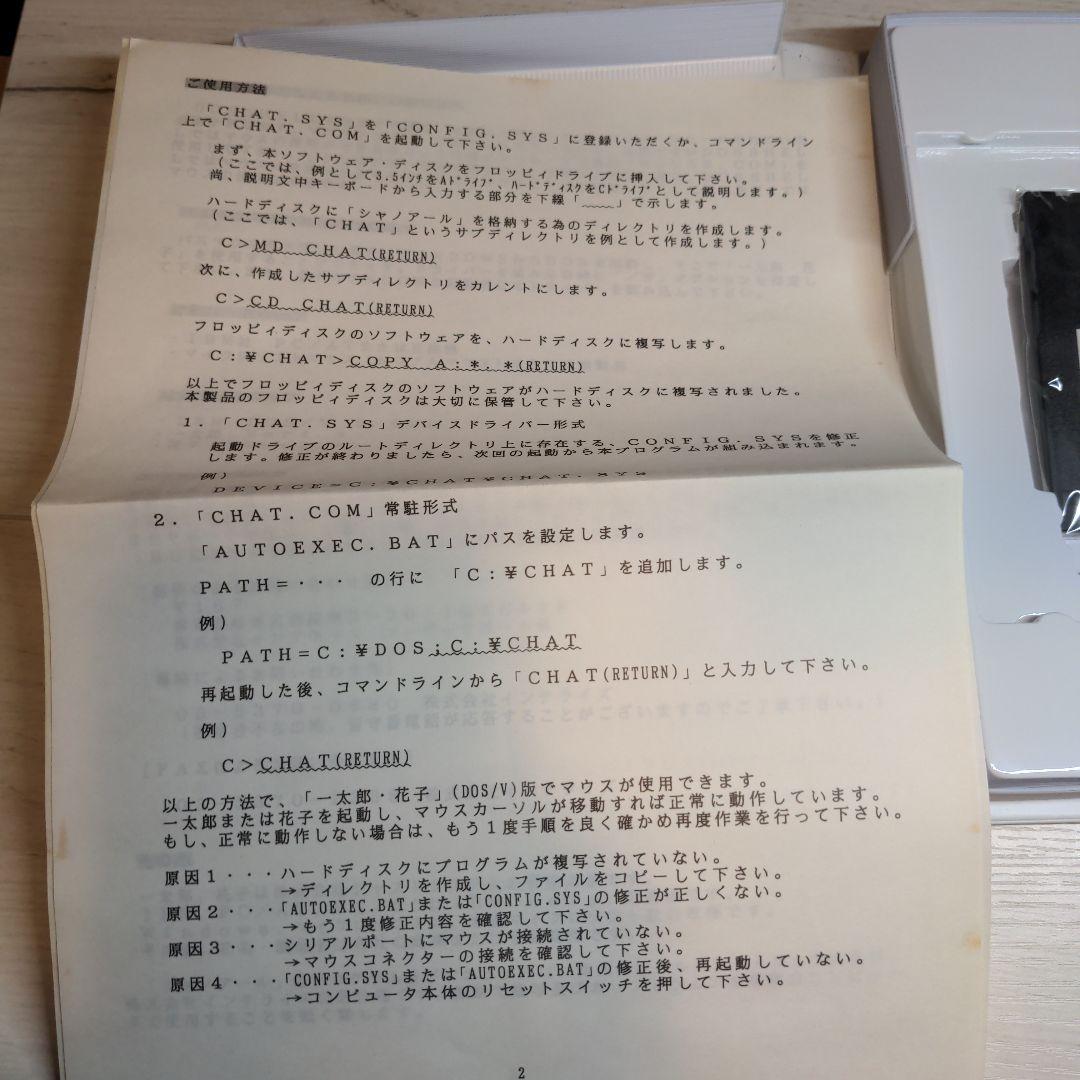 ご使用方法
「CHAT.SYS」を「CONFIG.SYS」に登録いただくか、コマンドライン
上で「CHAT.COM」を起動して下さい。
まず、本ソフトウェア・ディスクをフロッピィドライブに挿入して下さい。
(ここでは、例として3.5インチをAドライブ、ハードディスクをCドライブとして説明します。)
尚、説明文中キーボードから入力する部分を下線「﹏﹏」で示します。
ハードディスクに「シャノアール」を格納する為のディレクトリを作成します。
(ここでは、「CHAT」というサブディレクトリを例として作成します。)
C>MD CHAT(RETURN)
次に、作成したサブディレクトリをカレントにします。
C>CD CHAT(RETURN)
フロッピィディスクのソフトウェアを、ハードディスクに複写します。
C:¥CHAT>COPY A:*.*(RETURN)
以上でフロッピィディスクのソフトウェアがハードディスクに複写されました。
本製品のフロッピィディスクは大切に保管して下さい。
1.「CHAT.SYS」デバイスドライバー形式
起動ドライブのルートディレクトリ上に存在する、CONFIG.SYSを修正
します。修正が終わりましたら、次回の起動から本プログラムが組み込まれます。
例)
DEVICE=C:¥CHAT¥CHAT.SYS
2.「CHAT.COM」常駐形式
「AUTOEXEC.BAT」にパスを設定します。
PATH=・・・ の行に 「C:¥CHAT」を追加します。
例)
PATH=C:¥DOS;C:¥CHAT
再起動した後、コマンドラインから「CHAT(RETURN)」と入力して下さい。
例)
C>CHAT(RETURN)
以上の方法で、「一太郎・花子」(DOS/V)版でマウスが使用できます。
一太郎または花子を起動し、マウスカーソルが移動すれば正常に動作しています。
もし、正常に動作しない場合は、もう1度手順を良く確かめ再度作業を行って下さい。
原因1・・・ハードディスクにプログラムが複写されていない。
→ディレクトリを作成し、ファイルをコピーして下さい。
原因2・・・「AUTOEXEC.BAT」または「CONFIG.SYS」の修正が正しくない。
→もう1度修正内容を確認して下さい。
原因3・・・シリアルポートにマウスが接続されていない。
→マウスコネクターの接続を確認して下さい。
原因4・・・「CONFIG.SYS」または「AUTOEXEC.BAT」の修正後、再起動していない。
→コンピュータ本体のリセットスイッチを押して下さい。
2